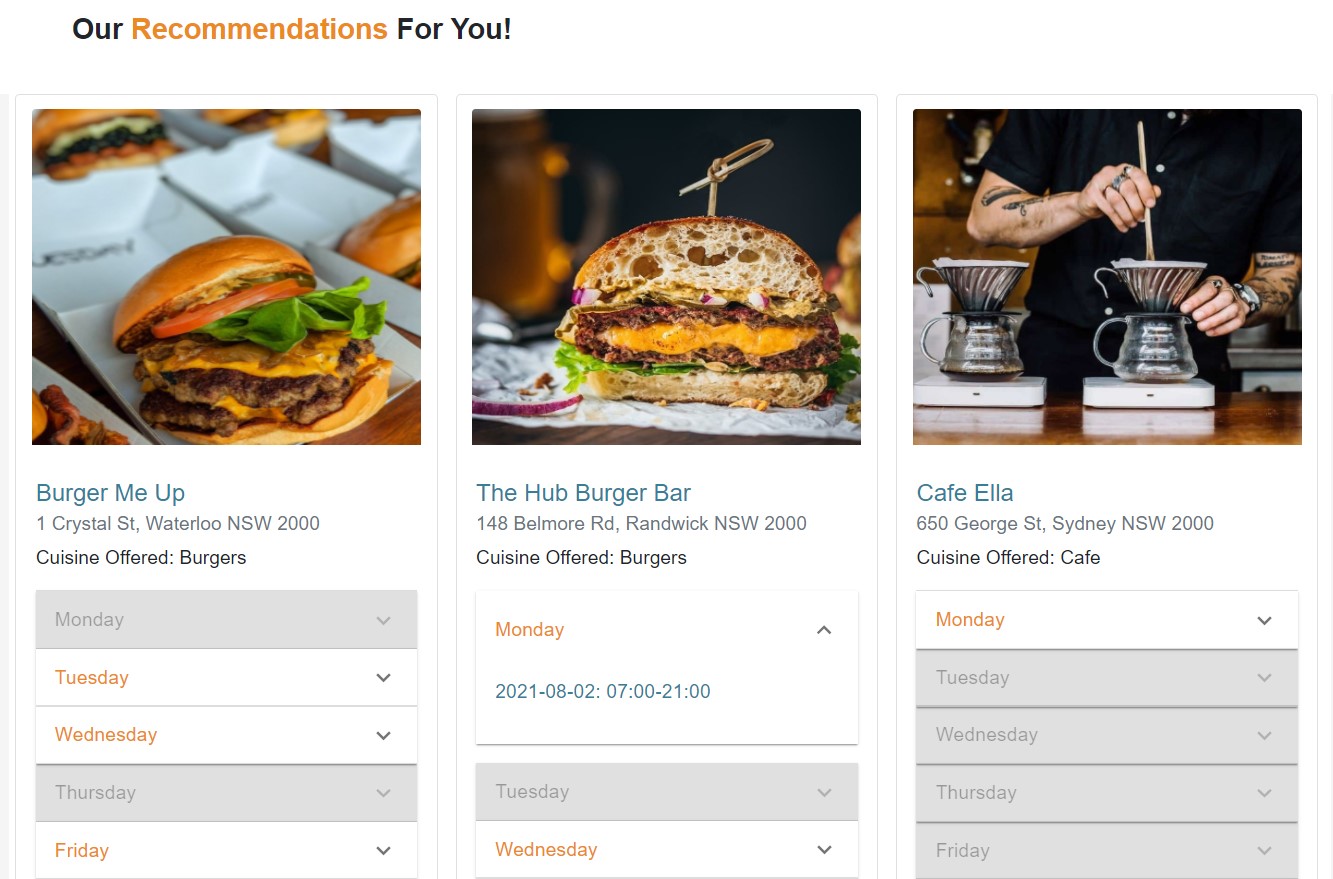 Our Recommendations For You!
Burger Me Up
1 Crystal St, Waterloo NSW 2000
Cuisine Offered: Burgers
Monday
Tuesday
Wednesday
Thursday
Friday
The Hub Burger Bar
148 Belmore Rd, Randwick NSW 2000
Cuisine Offered: Burgers
Monday
2021-08-02: 07:00-21:00
Tuesday
Wednesday
Cafe Ella
650 George St, Sydney NSW 2000
Cuisine Offered: Cafe
Monday
Tuesday
Wednesday
Thursday
Friday